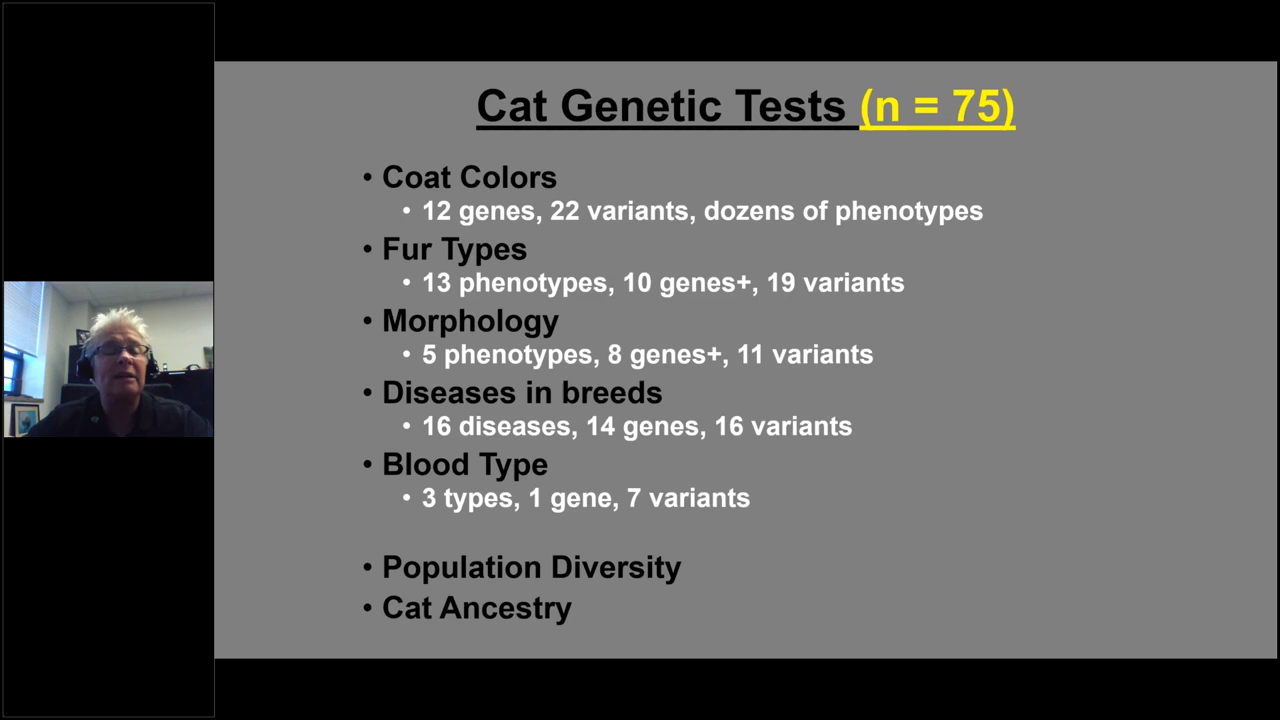 Cat Genetic Tests (n = 75)
• Coat Colors
• 12 genes, 22 variants, dozens of phenotypes
• Fur Types
• 13 phenotypes, 10 genes+, 19 variants
• Morphology
• 5 phenotypes, 8 genes+, 11 variants
• Diseases in breeds
• 16 diseases, 14 genes, 16 variants
• Blood Type
• 3 types, 1 gene, 7 variants
• Population Diversity
• Cat Ancestry